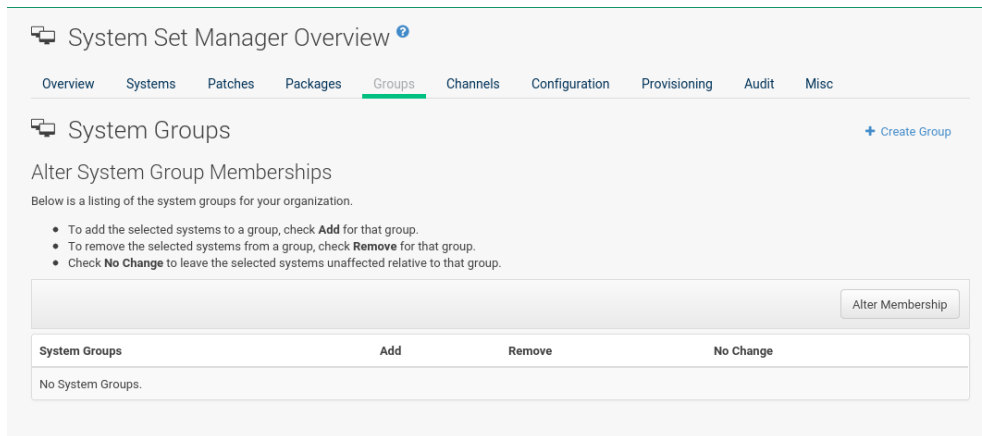 System Set Manager Overview ?
Overview Systems Patches Packages Groups Channels Configuration Provisioning Audit Misc
System Groups
+ Create Group
Alter System Group Memberships
Below is a listing of the system groups for your organization.
• To add the selected systems to a group, check Add for that group.
• To remove the selected systems from a group, check Remove for that group.
• Check No Change to leave the selected systems unaffected relative to that group.
Alter Membership
System Groups Add Remove No Change
No System Groups.